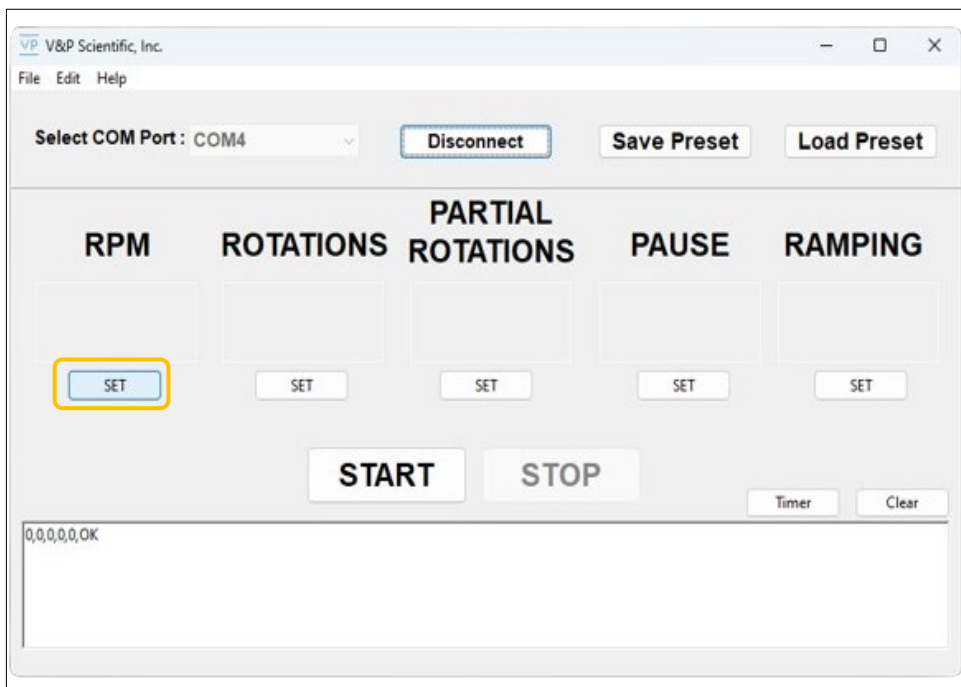 VP V&P Scientific, Inc.
File Edit Help
Select COM Port : COM4 Disconnect Save Preset Load Preset
RPM ROTATIONS PARTIAL ROTATIONS PAUSE RAMPING
SET SET SET SET SET
START STOP
Timer Clear
0,0,0,0,0,OK